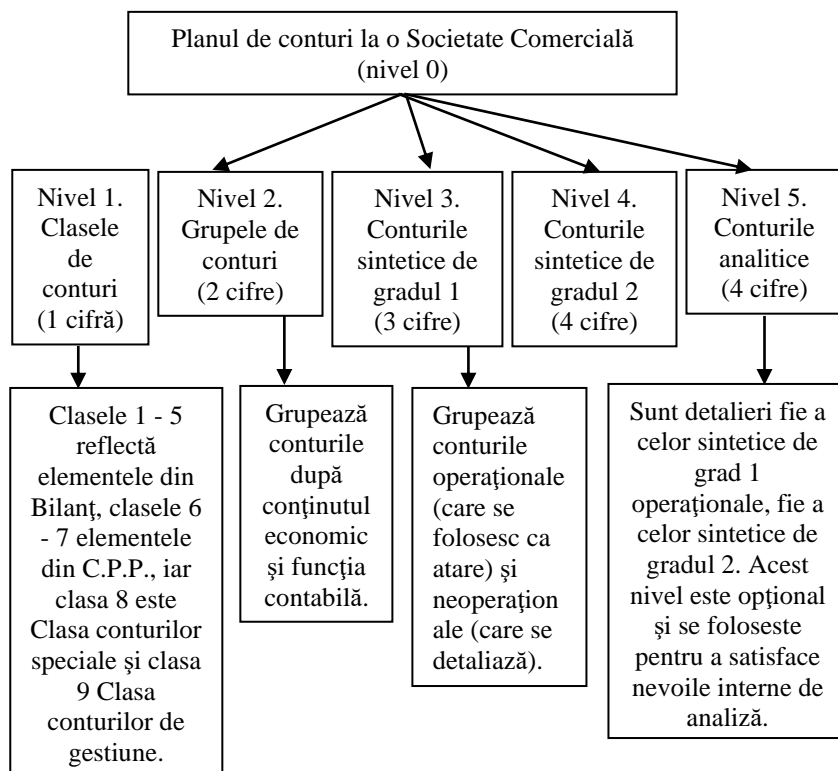 Planul de conturi la o Societate Comercială
(nivel 0)
Nivel 1.
Clasele
de
conturi
(1 cifră)
Nivel 2.
Grupele de
conturi
(2 cifre)
Nivel 3.
Conturile
sintetice de
gradul 1
(3 cifre)
Nivel 4.
Conturile
sintetice de
gradul 2
(4 cifre)
Nivel 5.
Conturile
analitice
(4 cifre)
Clasele 1 - 5
reflectă
elementele din
Bilanţ, clasele 6
- 7 elementele
din C.P.P., iar
clasa 8 este
Clasa conturilor
speciale şi clasa
9 Clasa
conturilor de
gestiune.
Grupează
conturile
după
conţinutul
economic
şi funcţia
contabilă.
Grupează
conturile
operaţionale
(care se
folosesc ca
atare) şi
neoperaţion
ale (care se
detaliază).
Sunt detalieri fie a
celor sintetice de
grad 1
operaţionale, fie a
celor sintetice de
gradul 2. Acest
nivel este opţional
şi se foloseste
pentru a satisface
nevoile interne de
analiză.